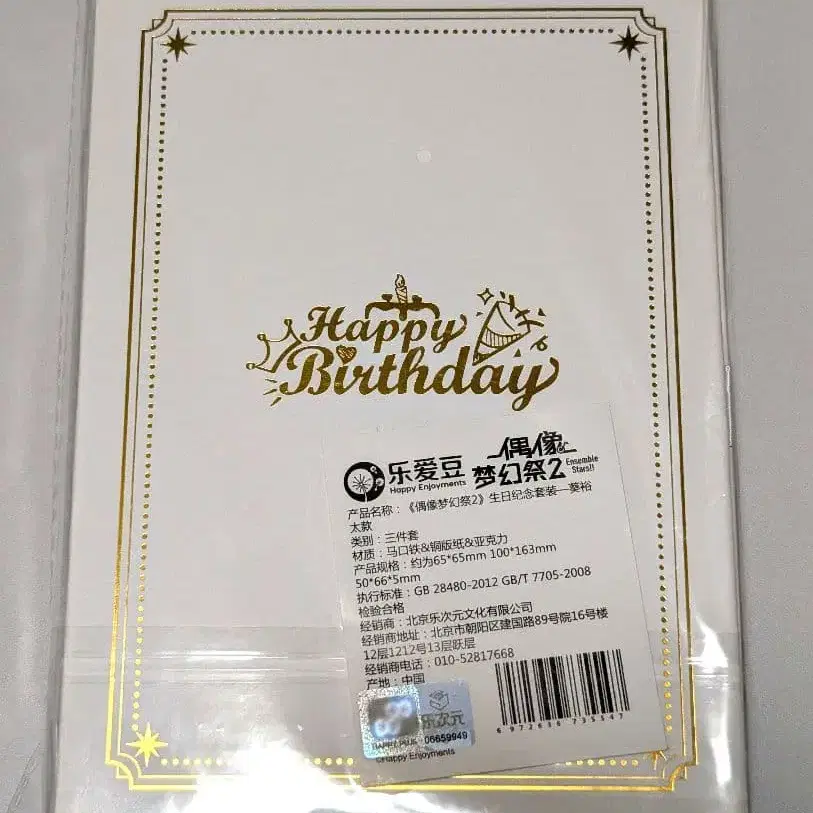 Happy
Birthday
乐爱豆
Happy Enjoyments
偶像
梦幻祭2
Ensemble
Stars!!
产品名称：《偶像梦幻祭2》生日纪念套装—葵裕
太款
类别：三件套
材质：马口铁&铜版纸&亚克力
产品规格：约为65*65mm 100*163mm
50*66*5mm
执行标准：GB 28480-2012 GB/T 7705-2008
检验合格
经销商：北京乐次元文化有限公司
经销商地址：北京市朝阳区建国路89号院16号楼
12层1212号13层跃层
经销商电话：010-52817668
产地：中国
乐次元
HAPPY PLUS
06659949
©Happy Enjoyments
6972636735547